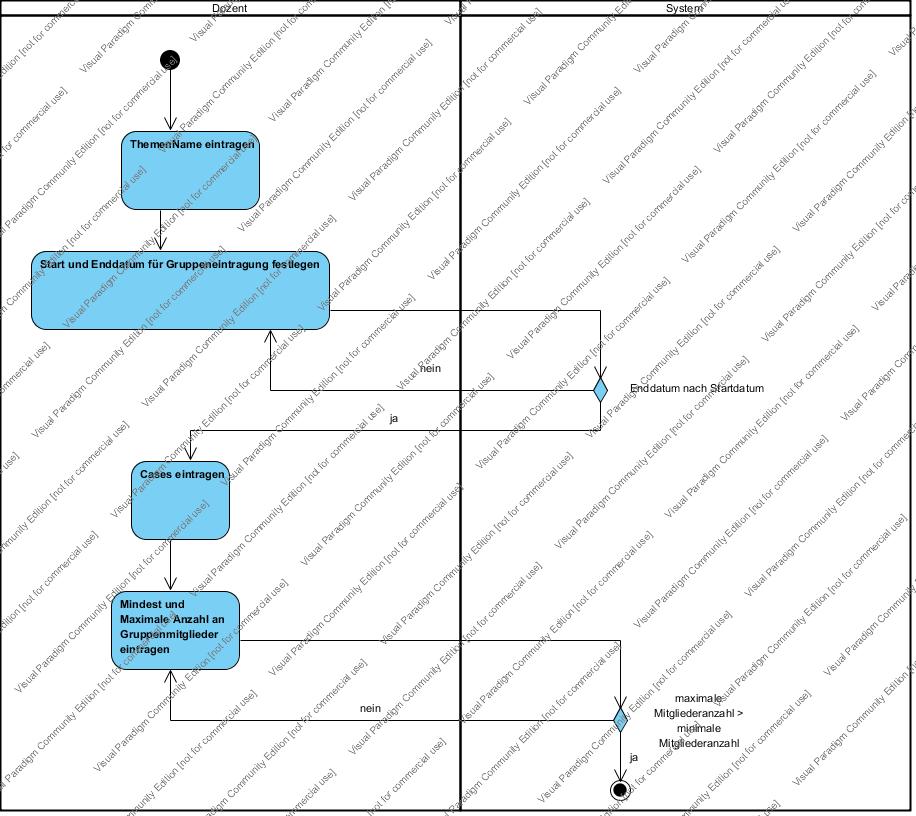 Dozent
System
ThemenName eintragen
Start und Enddatum für Gruppeneintragung festlegen
nein
Enddatum nach Startdatum
ja
Cases eintragen
Mindest und
Maximale Anzahl an
Gruppenmitglieder
eintragen
nein
maximale
Mitgliederanzahl >
minimale
Mitgliederanzahl
ja
Visual Paradigm Community Edition [not for commercial use]